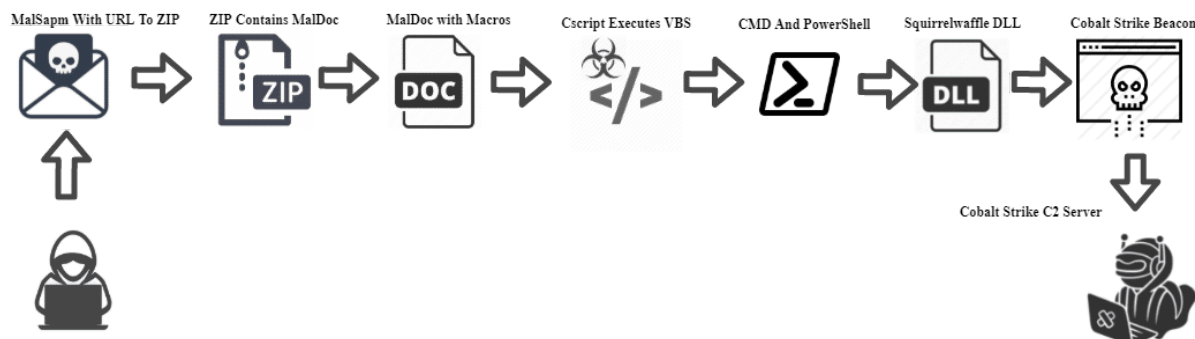 MalSapm With URL To ZIP
ZIP Contains MalDoc
MalDoc with Macros
Cscript Executes VBS
CMD And PowerShell
Squirrelwaffle DLL
Cobalt Strike Beacon
ZIP
DOC
</>
DLL
Cobalt Strike C2 Server